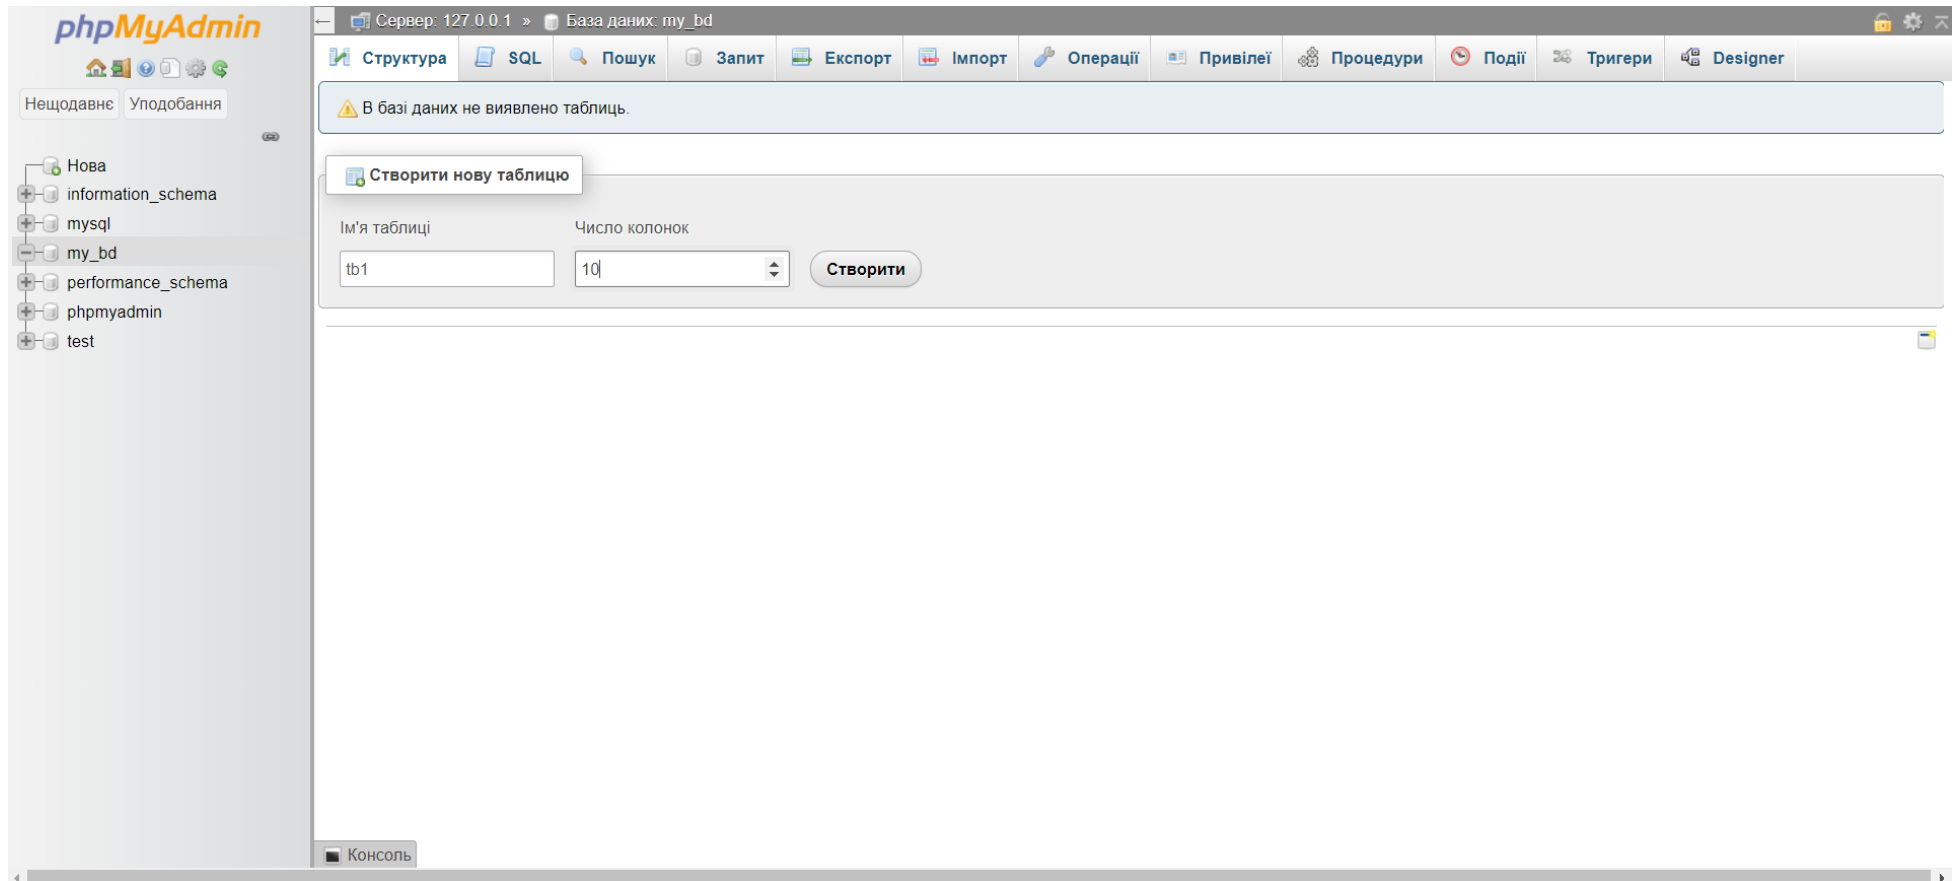 phpMyAdmin
Нещодавнє Уподобання
Нова
information_schema
mysql
my_bd
performance_schema
phpmyadmin
test
← Сервер: 127.0.0.1 » База даних: my_bd
Структура SQL Пошук Запит Експорт Імпорт Операції Привілеї Процедури Події Тригери Designer
В базі даних не виявлено таблиць.
Створити нову таблицю
Ім'я таблиці Число колонок
tb1 10 Створити
Консоль